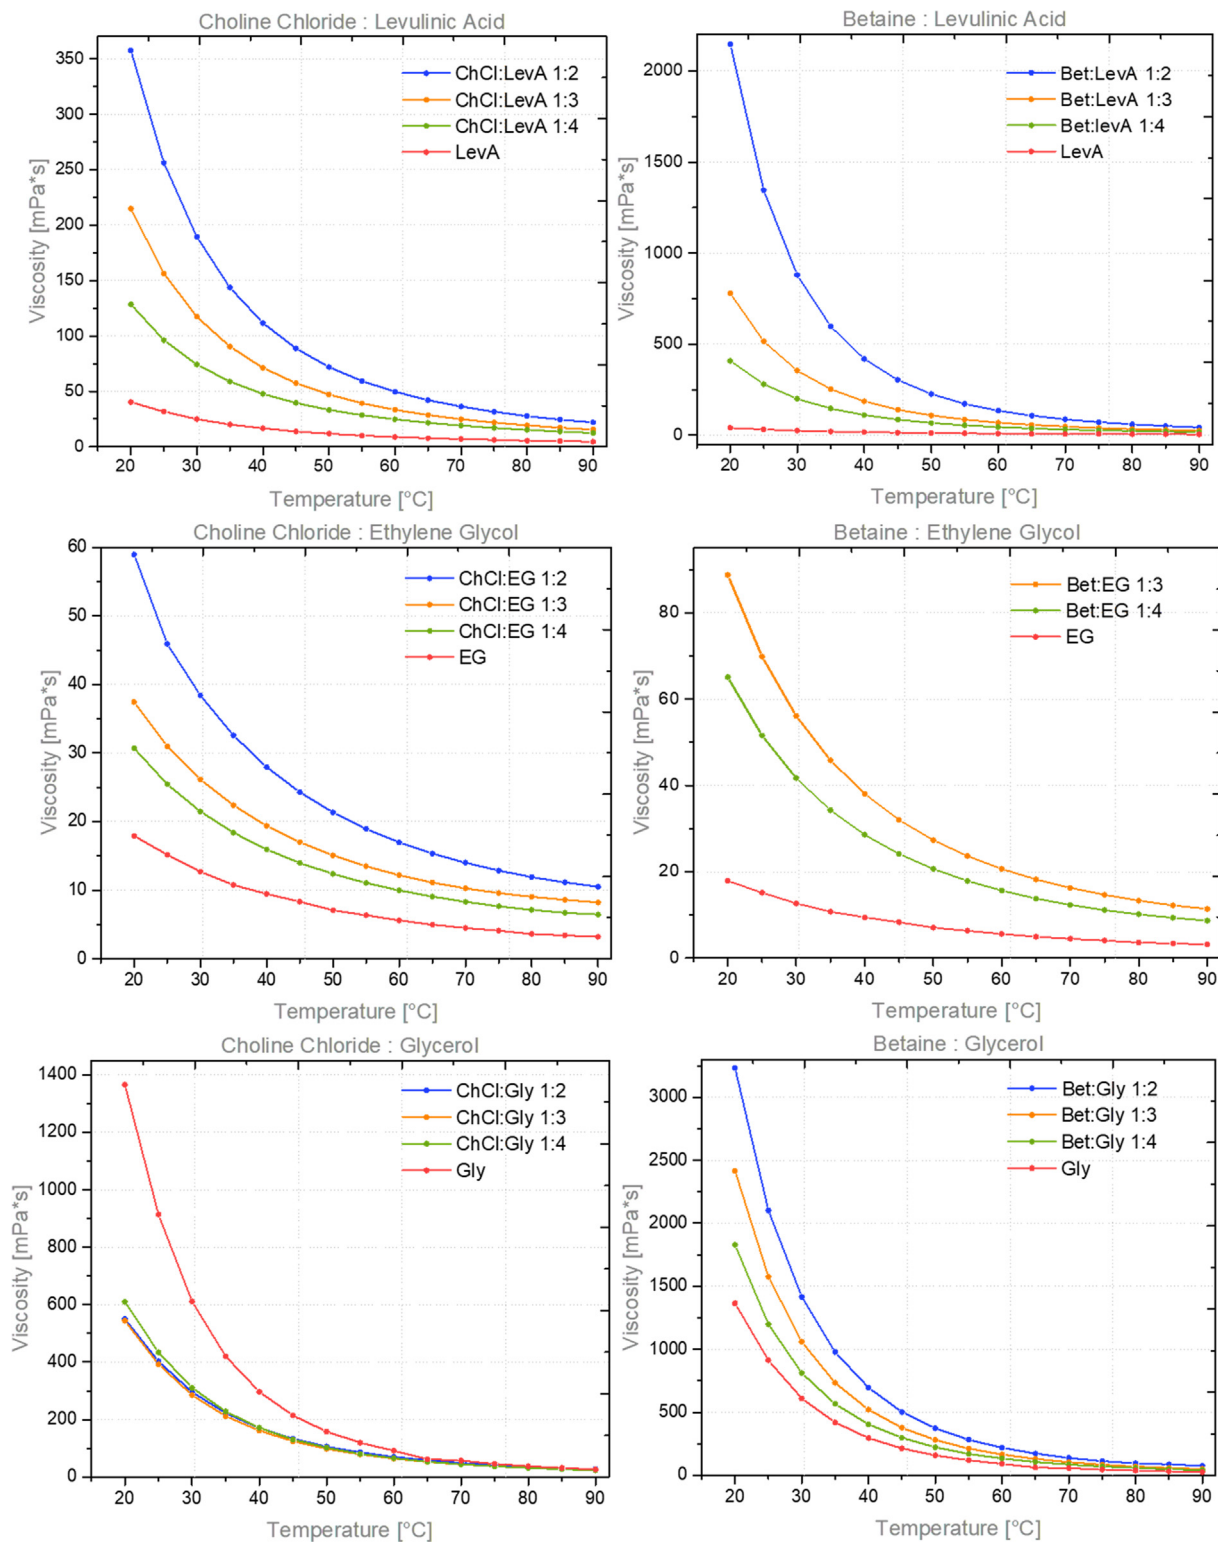 Choline Chloride : Levulinic Acid
350
300
250
200
150
100
50
0
Viscosity [mPa*s]
ChCl:LevA 1:2
ChCl:LevA 1:3
ChCl:LevA 1:4
LevA
20 30 40 50 60 70 80 90
Temperature [°C]
Betaine : Levulinic Acid
2000
1500
1000
500
0
Viscosity [mPa*s]
Bet:LevA 1:2
Bet:LevA 1:3
Bet:levA 1:4
LevA
20 30 40 50 60 70 80 90
Temperature [°C]
Choline Chloride : Ethylene Glycol
60
50
40
30
20
10
0
Viscosity [mPa*s]
ChCl:EG 1:2
ChCl:EG 1:3
ChCl:EG 1:4
EG
20 30 40 50 60 70 80 90
Temperature [°C]
Betaine : Ethylene Glycol
80
60
40
20
0
Viscosity [mPa*s]
Bet:EG 1:3
Bet:EG 1:4
EG
20 30 40 50 60 70 80 90
Temperature [°C]
Choline Chloride : Glycerol
1400
1200
1000
800
600
400
200
0
Viscosity [mPa*s]
ChCl:Gly 1:2
ChCl:Gly 1:3
ChCl:Gly 1:4
Gly
20 30 40 50 60 70 80 90
Temperature [°C]
Betaine : Glycerol
3000
2500
2000
1500
1000
500
0
Viscosity [mPa*s]
Bet:Gly 1:2
Bet:Gly 1:3
Bet:Gly 1:4
Gly
20 30 40 50 60 70 80 90
Temperature [°C]